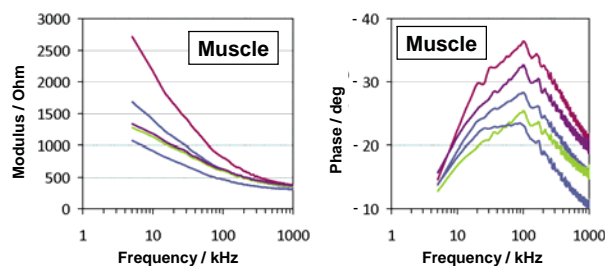 Modulus / Ohm
3000
2500
2000
1500
1000
500
0
Muscle
1 10 100 1000
Frequency / kHz
Phase / deg
- 40
- 30
- 20
- 10
Muscle
1 10 100 1000
Frequency / kHz